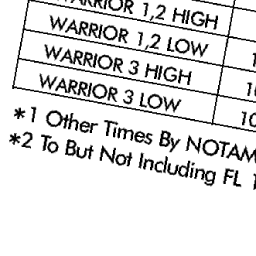 WARRIOR 1,2 HIGH
WARRIOR 1,2 LOW
WARRIOR 3 HIGH
WARRIOR 3 LOW
*1 Other Times By NOTAM
*2 To But Not Including FL